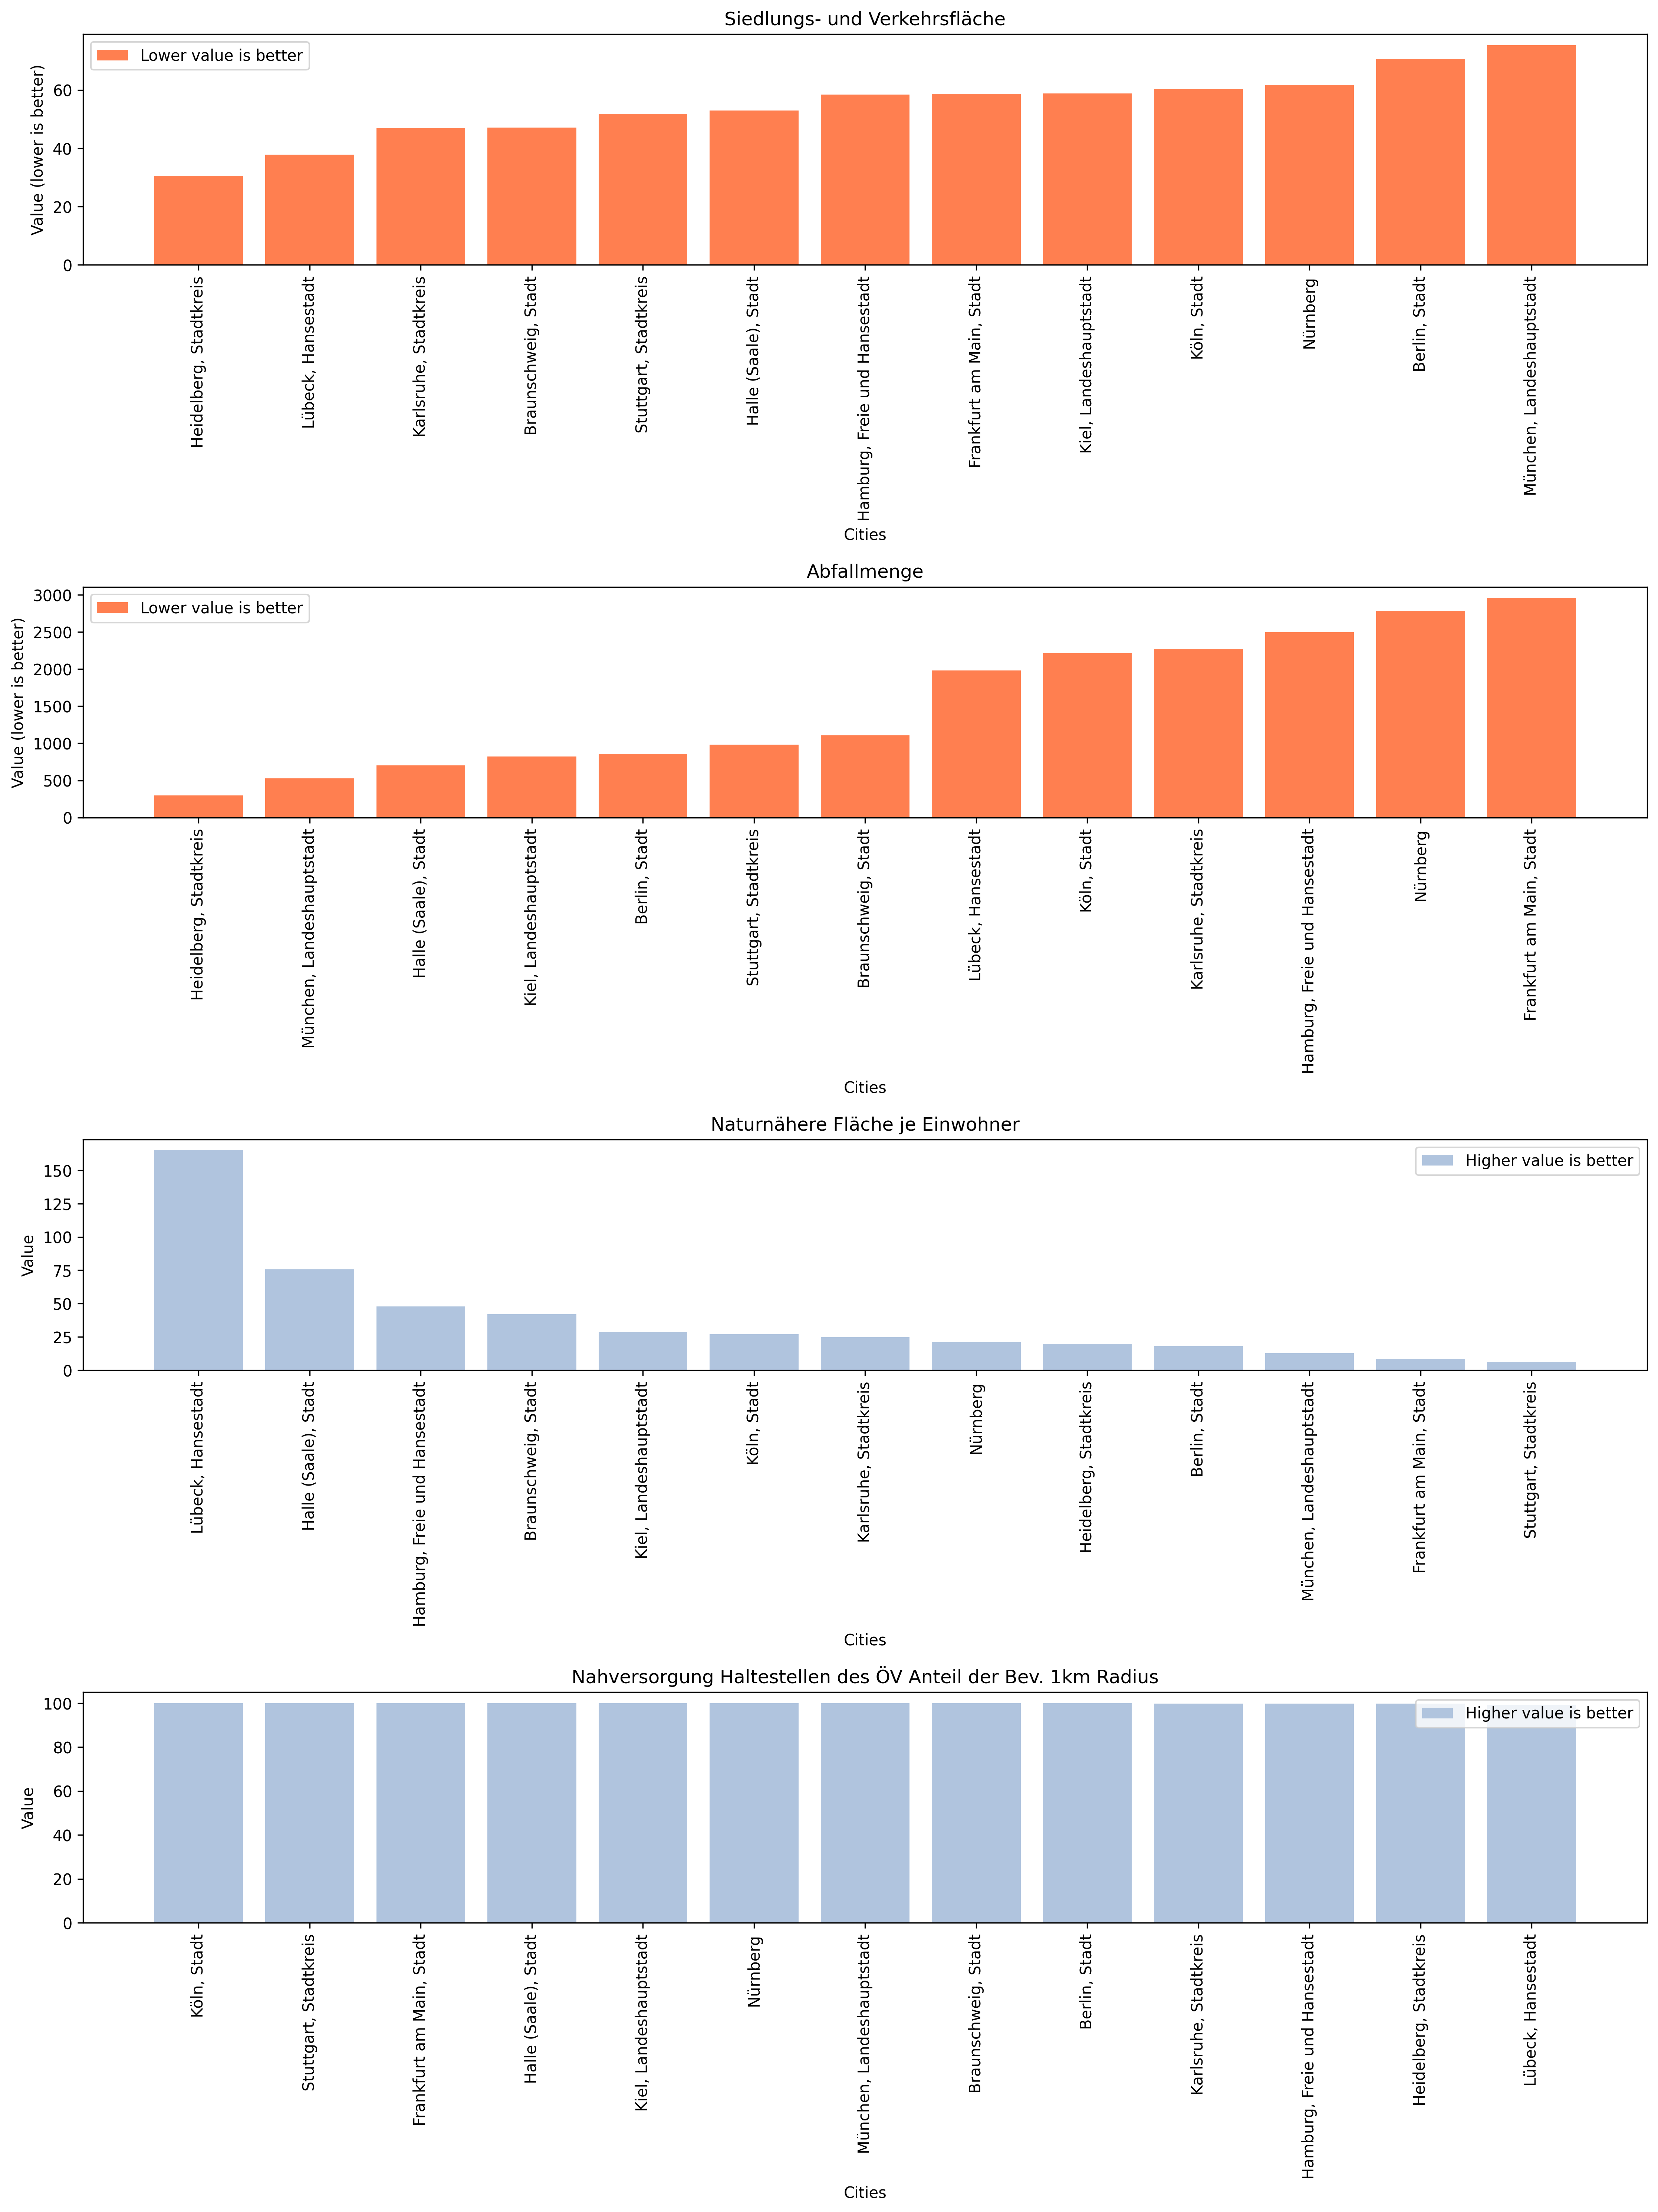 Siedlungs- und Verkehrsfläche
Lower value is better
Value (lower is better)
60
40
20
0
Heidelberg, Stadtkreis
Lübeck, Hansestadt
Karlsruhe, Stadtkreis
Braunschweig, Stadt
Stuttgart, Stadtkreis
Halle (Saale), Stadt
Hamburg, Freie und Hansestadt
Frankfurt am Main, Stadt
Kiel, Landeshauptstadt
Köln, Stadt
Nürnberg
Berlin, Stadt
München, Landeshauptstadt
Cities
Abfallmenge
Lower value is better
Value (lower is better)
3000
2500
2000
1500
1000
500
0
Heidelberg, Stadtkreis
München, Landeshauptstadt
Halle (Saale), Stadt
Kiel, Landeshauptstadt
Berlin, Stadt
Stuttgart, Stadtkreis
Braunschweig, Stadt
Lübeck, Hansestadt
Köln, Stadt
Karlsruhe, Stadtkreis
Hamburg, Freie und Hansestadt
Nürnberg
Frankfurt am Main, Stadt
Cities
Naturnähere Fläche je Einwohner
Higher value is better
Value
150
125
100
75
50
25
0
Lübeck, Hansestadt
Halle (Saale), Stadt
Hamburg, Freie und Hansestadt
Braunschweig, Stadt
Kiel, Landeshauptstadt
Köln, Stadt
Karlsruhe, Stadtkreis
Nürnberg
Heidelberg, Stadtkreis
Berlin, Stadt
München, Landeshauptstadt
Frankfurt am Main, Stadt
Stuttgart, Stadtkreis
Cities
Nahversorgung Haltestellen des ÖV Anteil der Bev. 1km Radius
Higher value is better
Value
100
80
60
40
20
0
Köln, Stadt
Stuttgart, Stadtkreis
Frankfurt am Main, Stadt
Halle (Saale), Stadt
Kiel, Landeshauptstadt
Nürnberg
München, Landeshauptstadt
Braunschweig, Stadt
Berlin, Stadt
Karlsruhe, Stadtkreis
Hamburg, Freie und Hansestadt
Heidelberg, Stadtkreis
Lübeck, Hansestadt
Cities